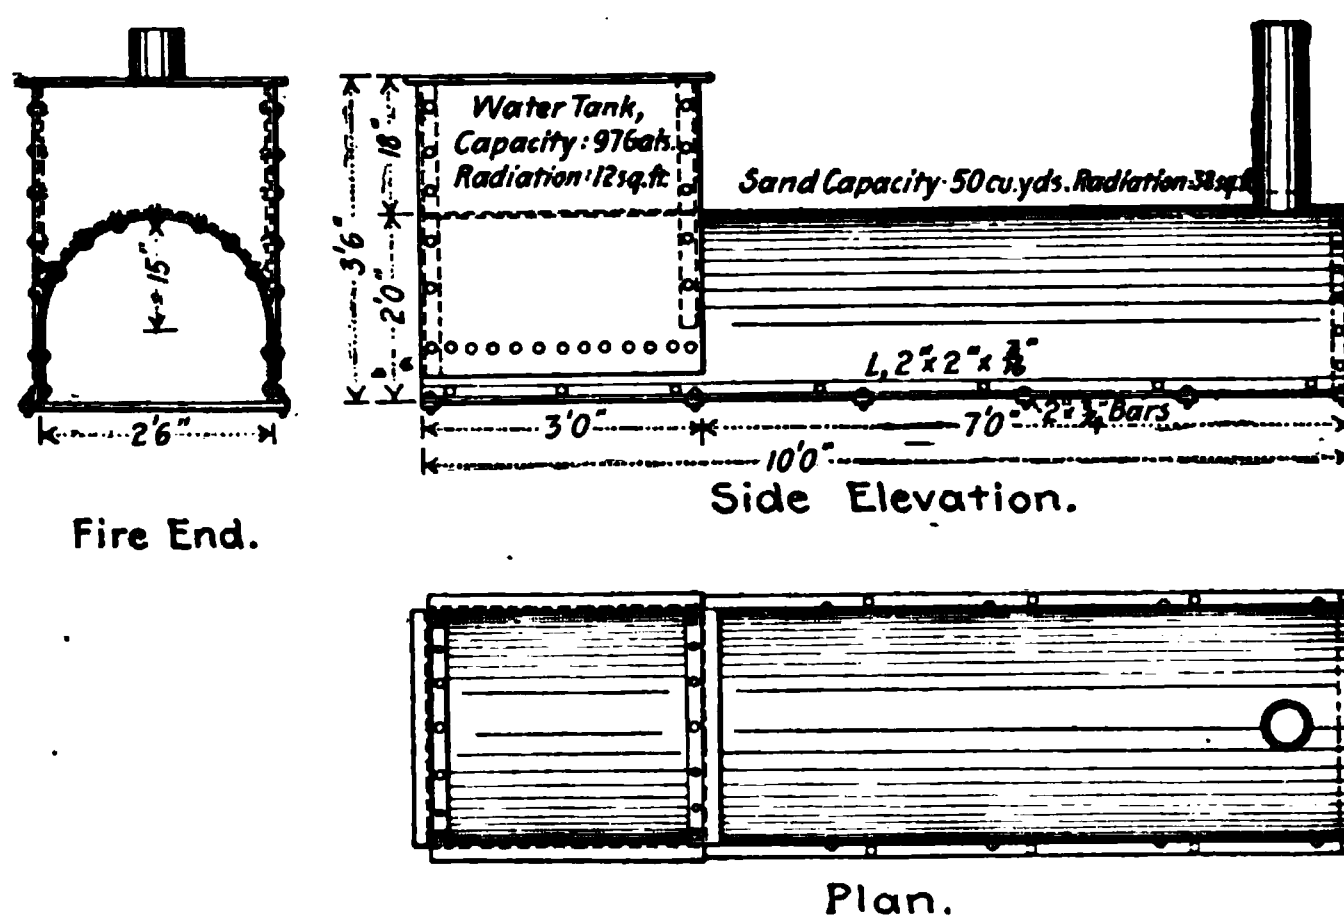 Water Tank,
Capacity: 97 Gals.
Radiation: 12 sq.ft.
Sand Capacity 50 cu.yds. Radiation 38 sq.ft.
18"
3'6"
2'0"
15"
2'6"
L, 2" x 2" x
3'0"
7'0"
2" x ¾" Bars
10'0"
Side Elevation.
Fire End.
Plan.